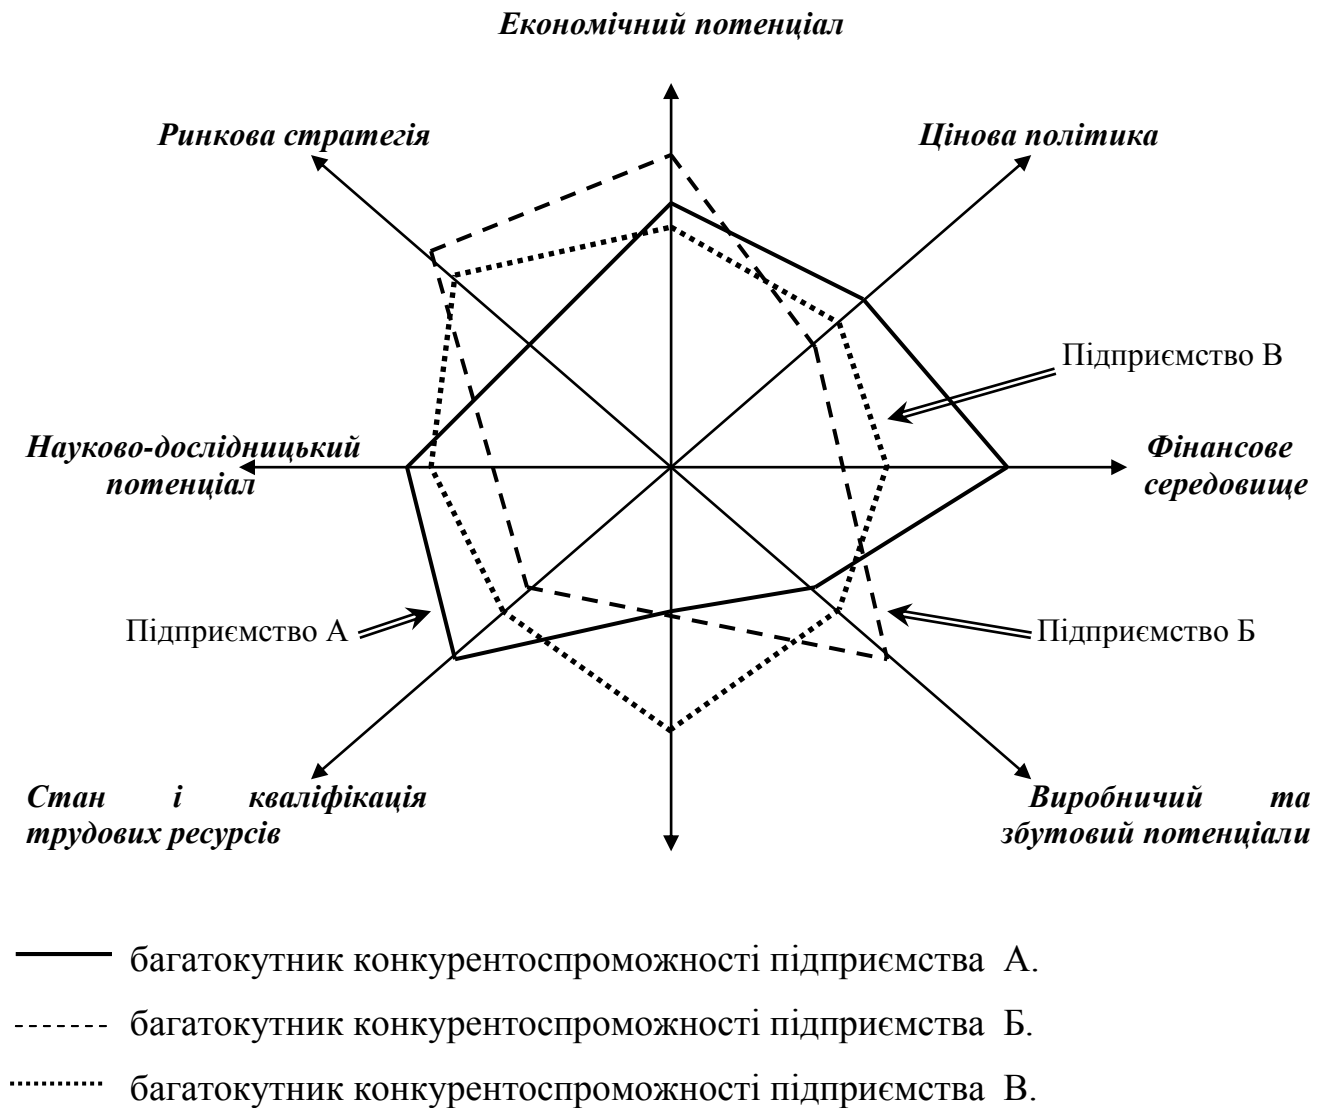 Економічний потенціал
Ринкова стратегія
Цінова політика
Підприємство В
Науково-дослідницький
потенціал
Фінансове
середовище
Підприємство А
Підприємство Б
Стан і кваліфікація
трудових ресурсів
Виробничий та
збутовий потенціали
багатокутник конкурентоспроможності підприємства А.
багатокутник конкурентоспроможності підприємства Б.
багатокутник конкурентоспроможності підприємства В.